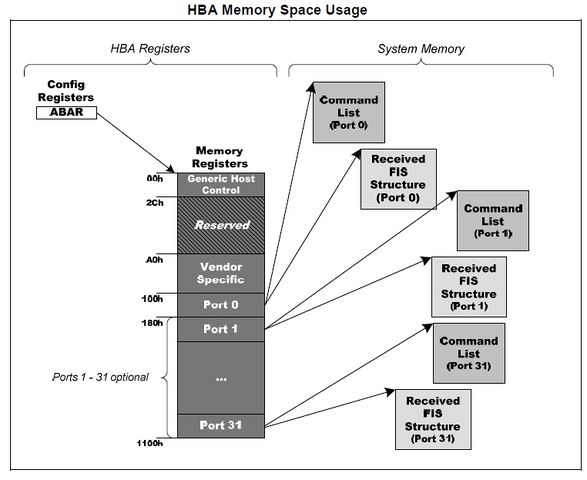 HBA Memory Space Usage
HBA Registers
System Memory
Config
Registers
ABAR
Memory
Registers
00h
Generic Host
Control
2Ch
Reserved
A0h
Vendor
Specific
100h
Port 0
180h
Port 1
Ports 1 - 31 optional
...
Port 31
1100h
Command
List
(Port 0)
Received
FIS
Structure
(Port 0)
Command
List
(Port 1)
Received
FIS
Structure
(Port 1)
Command
List
(Port 31)
Received
FIS
Structure
(Port 31)